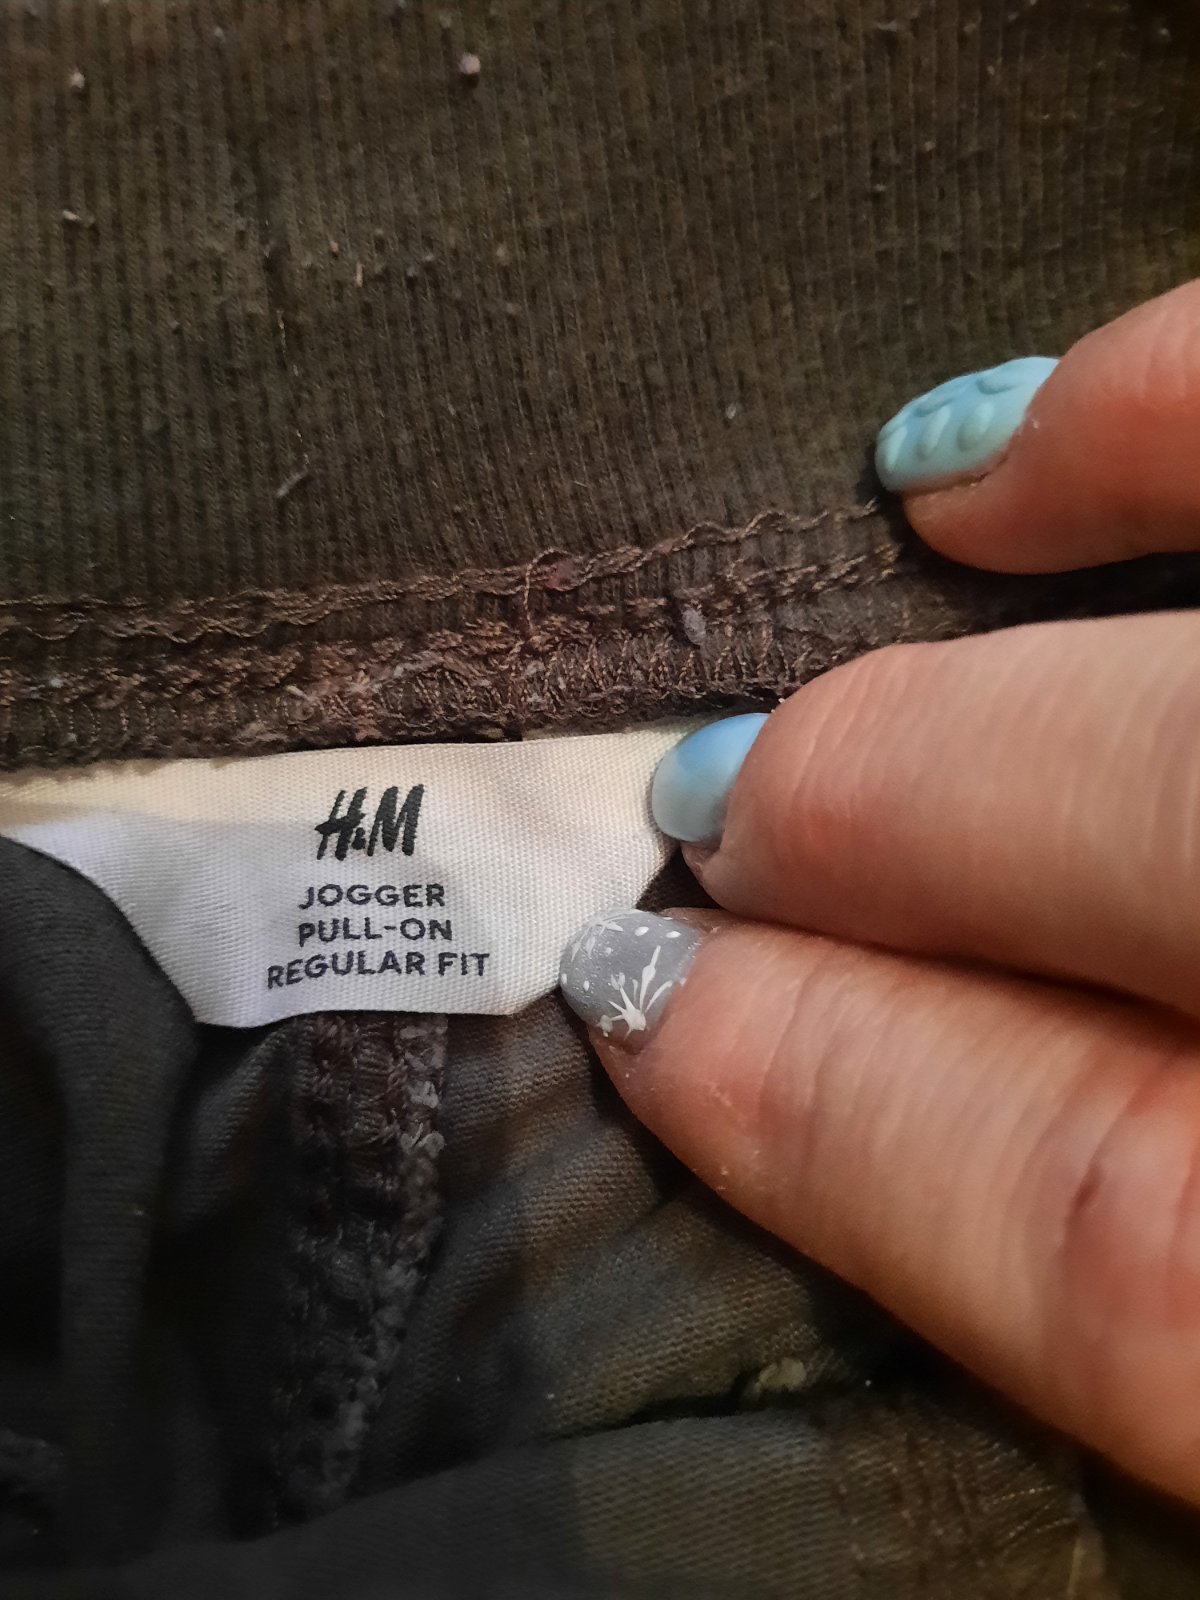 H&M
JOGGER
PULL-ON
REGULAR FIT